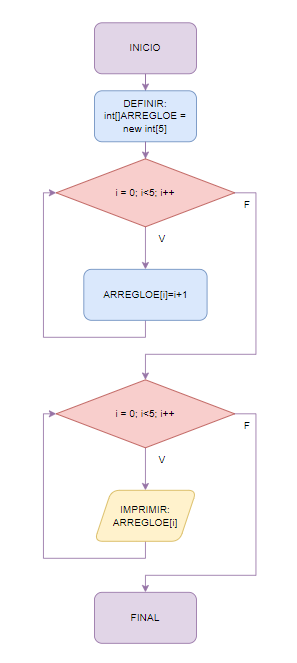 INICIO
DEFINIR:
int[]ARREGLOE =
new int[5]
i = 0; i<5; i++
F
V
ARREGLOE[i]=i+1
i = 0; i<5; i++
F
V
IMPRIMIR:
ARREGLOE[i]
FINAL